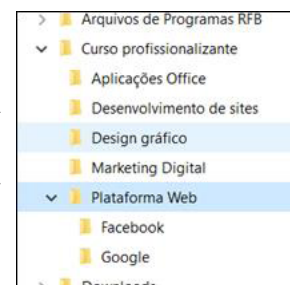 Arquivos de Programas RFB
Curso profissionalizante
Aplicações Office
Desenvolvimento de sites
Design gráfico
Marketing Digital
Plataforma Web
Facebook
Google
Downloads